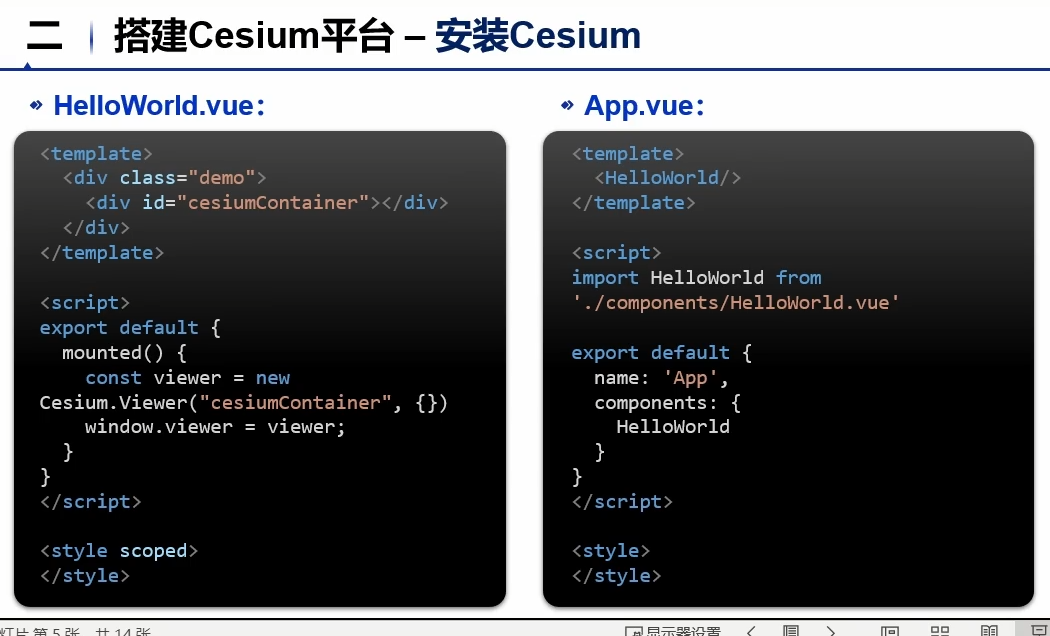 二 搭建Cesium平台 – 安装Cesium
HelloWorld.vue：
<template>
  <div class="demo">
    <div id="cesiumContainer"></div>
  </div>
</template>

<script>
export default {
  mounted() {
    const viewer = new
Cesium.Viewer("cesiumContainer", {})
    window.viewer = viewer;
  }
}
</script>

<style scoped>
</style>
App.vue：
<template>
  <HelloWorld/>
</template>

<script>
import HelloWorld from
'./components/HelloWorld.vue'

export default {
  name: 'App',
  components: {
    HelloWorld
  }
}
</script>

<style>
</style>
灯片 第 5 张，共 14 张
显示器设置